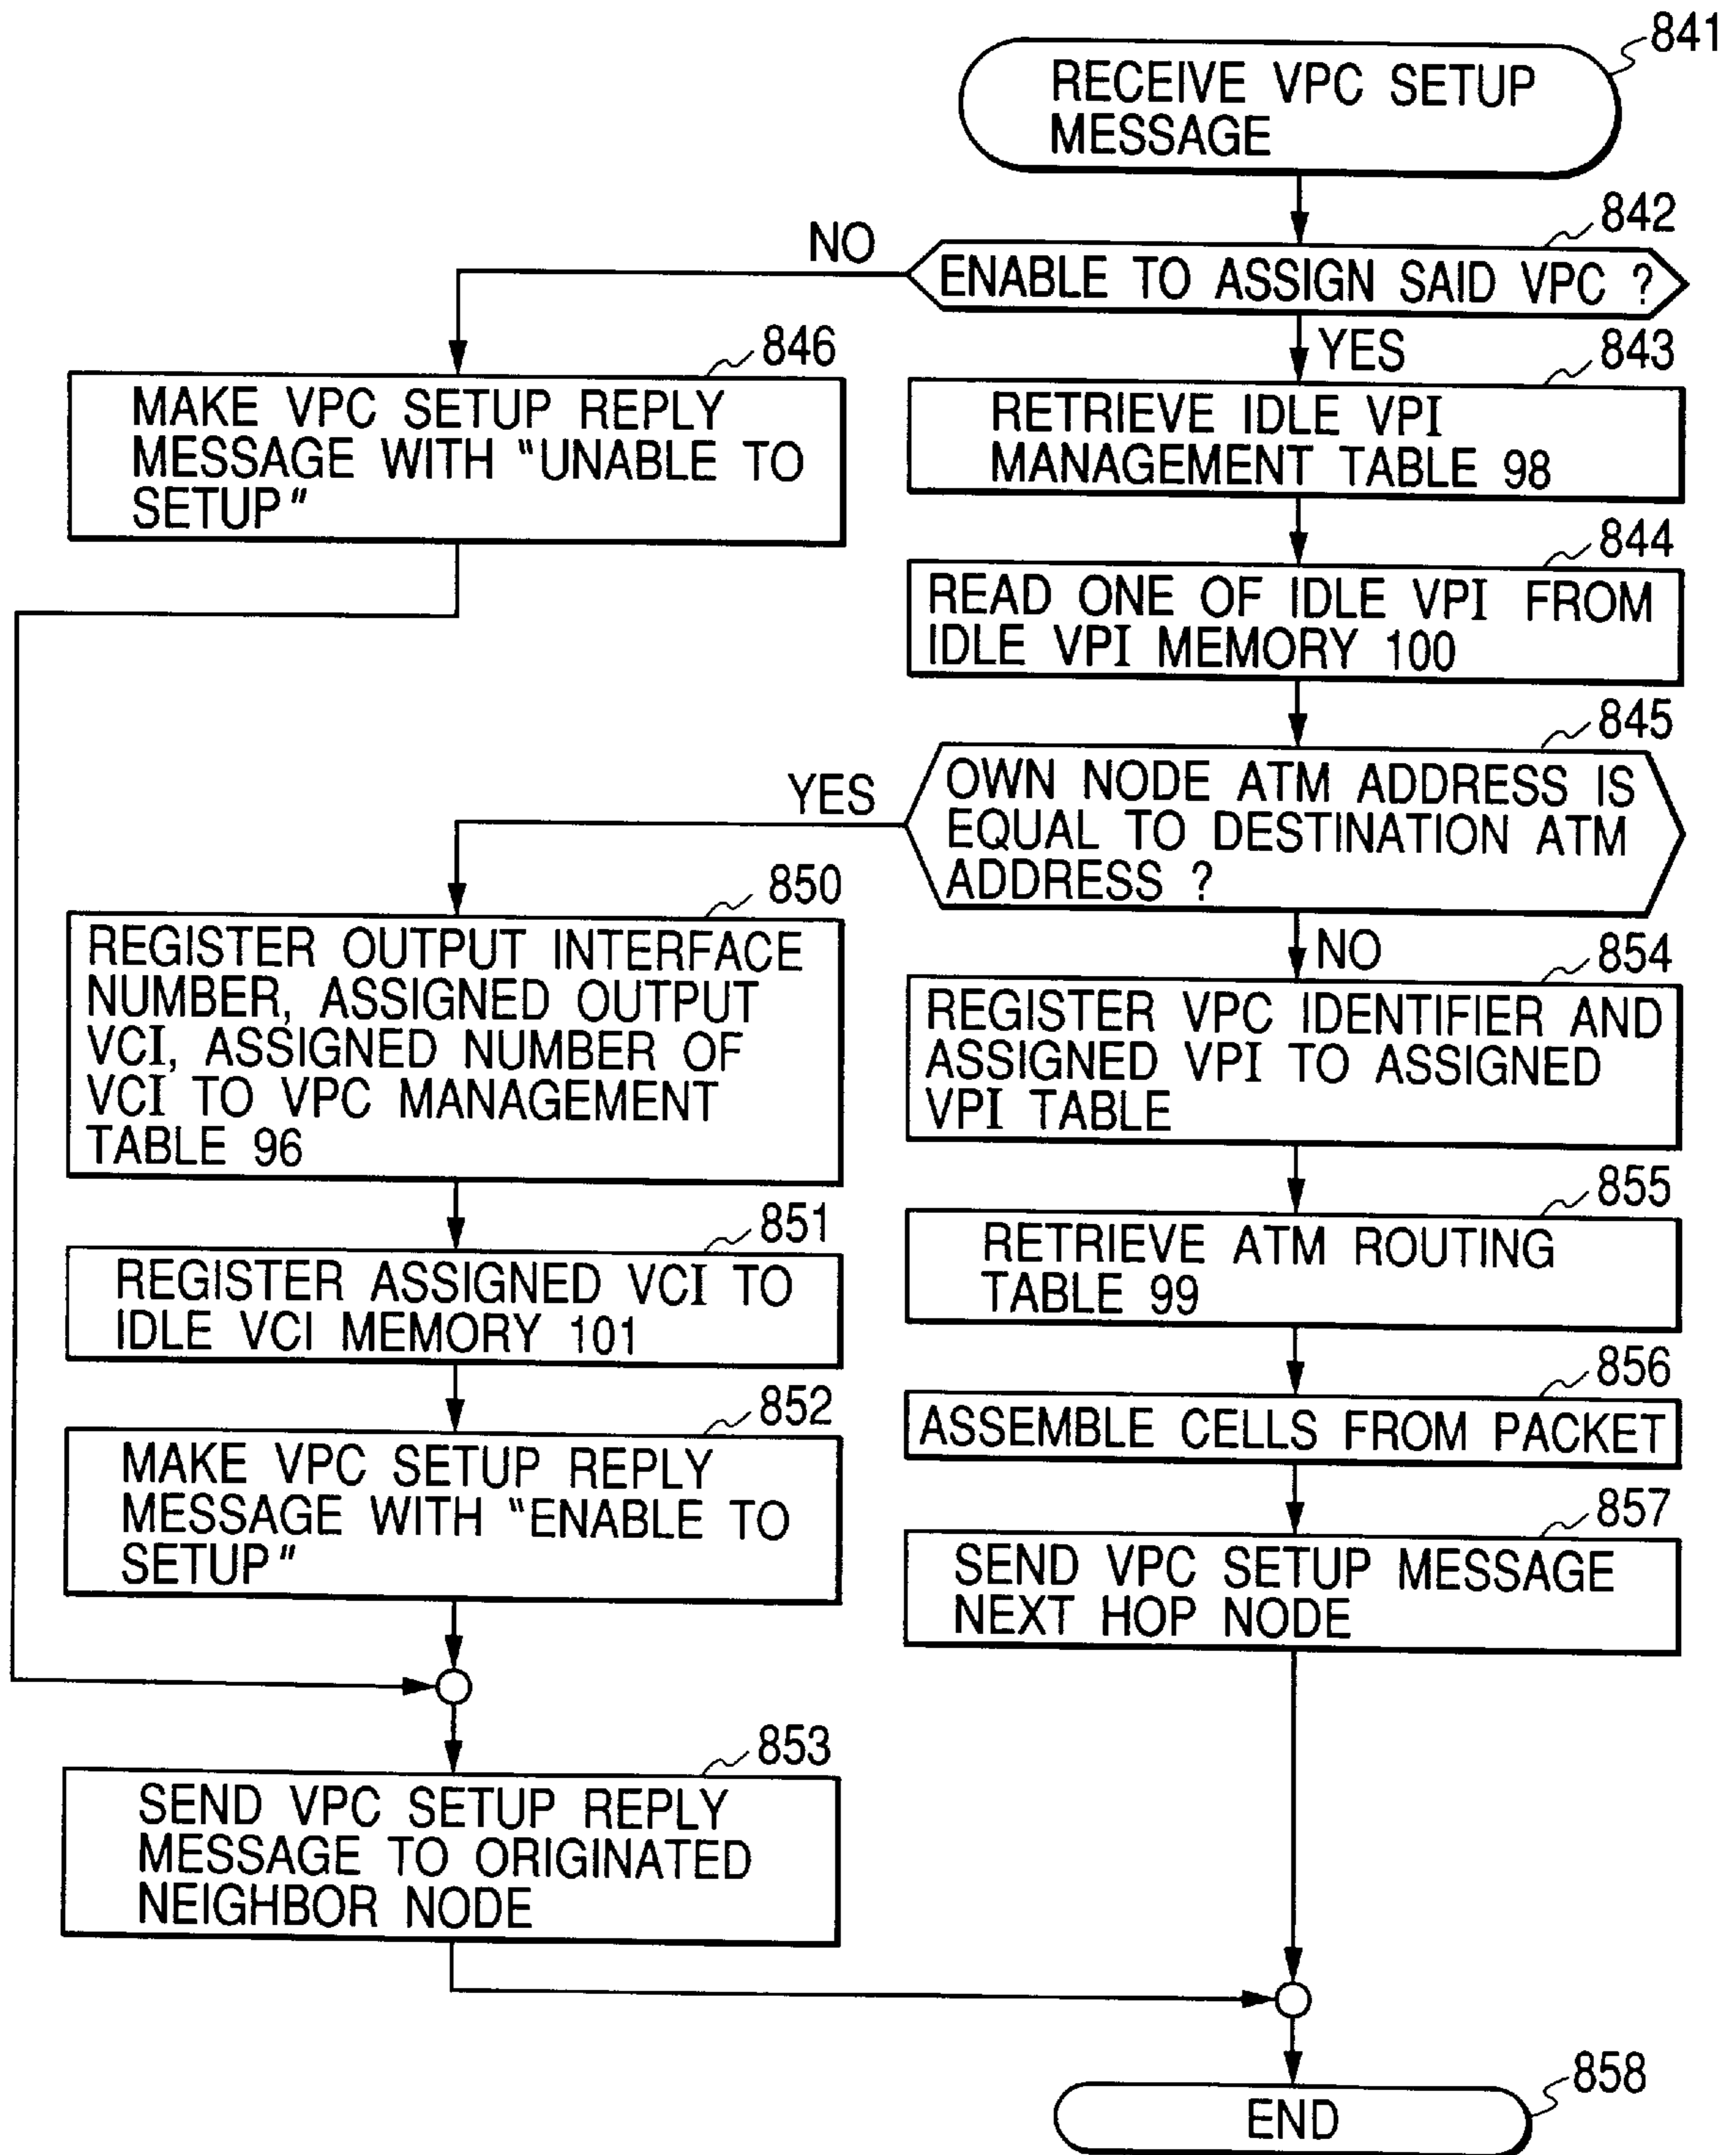 841
RECEIVE VPC SETUP
MESSAGE
842
NO
ENABLE TO ASSIGN SAID VPC ?
YES
846
MAKE VPC SETUP REPLY
MESSAGE WITH "UNABLE TO
SETUP"
843
RETRIEVE IDLE VPI
MANAGEMENT TABLE 98
844
READ ONE OF IDLE VPI FROM
IDLE VPI MEMORY 100
845
OWN NODE ATM ADDRESS IS
EQUAL TO DESTINATION ATM
ADDRESS ?
YES
NO
850
REGISTER OUTPUT INTERFACE
NUMBER, ASSIGNED OUTPUT
VCI, ASSIGNED NUMBER OF
VCI TO VPC MANAGEMENT
TABLE 96
851
REGISTER ASSIGNED VCI TO
IDLE VCI MEMORY 101
852
MAKE VPC SETUP REPLY
MESSAGE WITH "ENABLE TO
SETUP"
853
SEND VPC SETUP REPLY
MESSAGE TO ORIGINATED
NEIGHBOR NODE
854
REGISTER VPC IDENTIFIER AND
ASSIGNED VPI TO ASSIGNED
VPI TABLE
855
RETRIEVE ATM ROUTING
TABLE 99
856
ASSEMBLE CELLS FROM PACKET
857
SEND VPC SETUP MESSAGE
NEXT HOP NODE
858
END